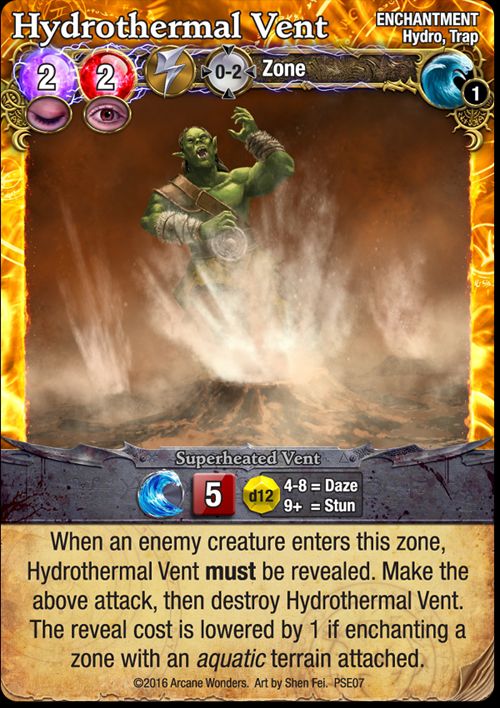 Hydrothermal Vent
ENCHANTMENT
Hydro, Trap
2 2 0-2 Zone
1
Superheated Vent
5 d12 4-8 = Daze
9+ = Stun
When an enemy creature enters this zone,
Hydrothermal Vent must be revealed. Make the
above attack, then destroy Hydrothermal Vent.
The reveal cost is lowered by 1 if enchanting a
zone with an aquatic terrain attached.
©2016 Arcane Wonders. Art by Shen Fei. PSE07